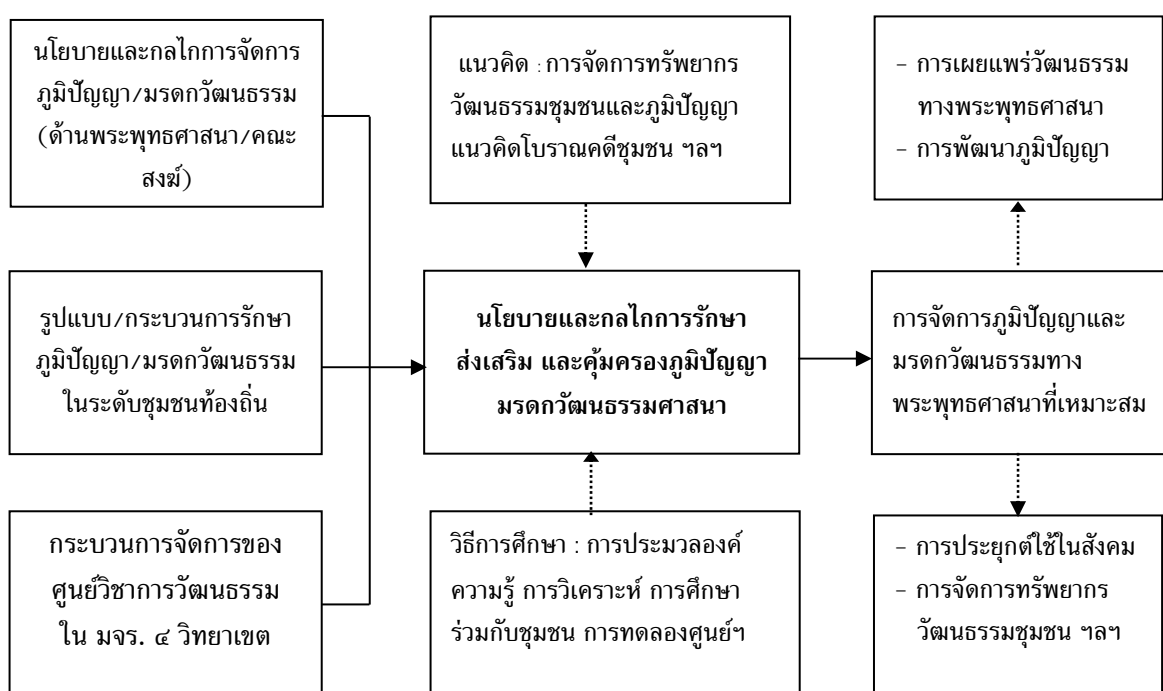 นโยบายและกลไกการจัดการ
ภูมิปัญญา/มรดกวัฒนธรรม
(ด้านพระพุทธศาสนา/คณะ
สงฆ์)
แนวคิด : การจัดการทรัพยากร
วัฒนธรรมชุมชนและภูมิปัญญา
แนวคิดโบราณคดีชุมชน ฯลฯ
- การเผยแพร่วัฒนธรรม
ทางพระพุทธศาสนา
- การพัฒนาภูมิปัญญา
รูปแบบ/กระบวนการรักษา
ภูมิปัญญา/มรดกวัฒนธรรม
ในระดับชุมชนท้องถิ่น
นโยบายและกลไกการรักษา
ส่งเสริม และคุ้มครองภูมิปัญญา
มรดกวัฒนธรรมศาสนา
การจัดการภูมิปัญญาและ
มรดกวัฒนธรรมทาง
พระพุทธศาสนาที่เหมาะสม
กระบวนการจัดการของ
ศูนย์วิชาการวัฒนธรรม
ใน มจร. ๔ วิทยาเขต
วิธีการศึกษา : การประมวลองค์
ความรู้ การวิเคราะห์ การศึกษา
ร่วมกับชุมชน การทดลองศูนย์ฯ
- การประยุกต์ใช้ในสังคม
- การจัดการทรัพยากร
วัฒนธรรมชุมชน ฯลฯ